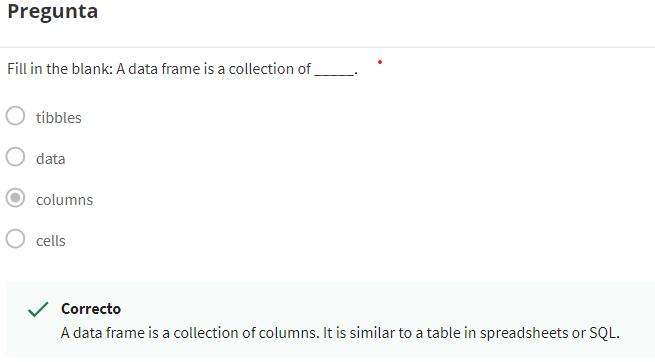 Pregunta
Fill in the blank: A data frame is a collection of _____.
tibbles
data
columns
cells
Correcto
A data frame is a collection of columns. It is similar to a table in spreadsheets or SQL.